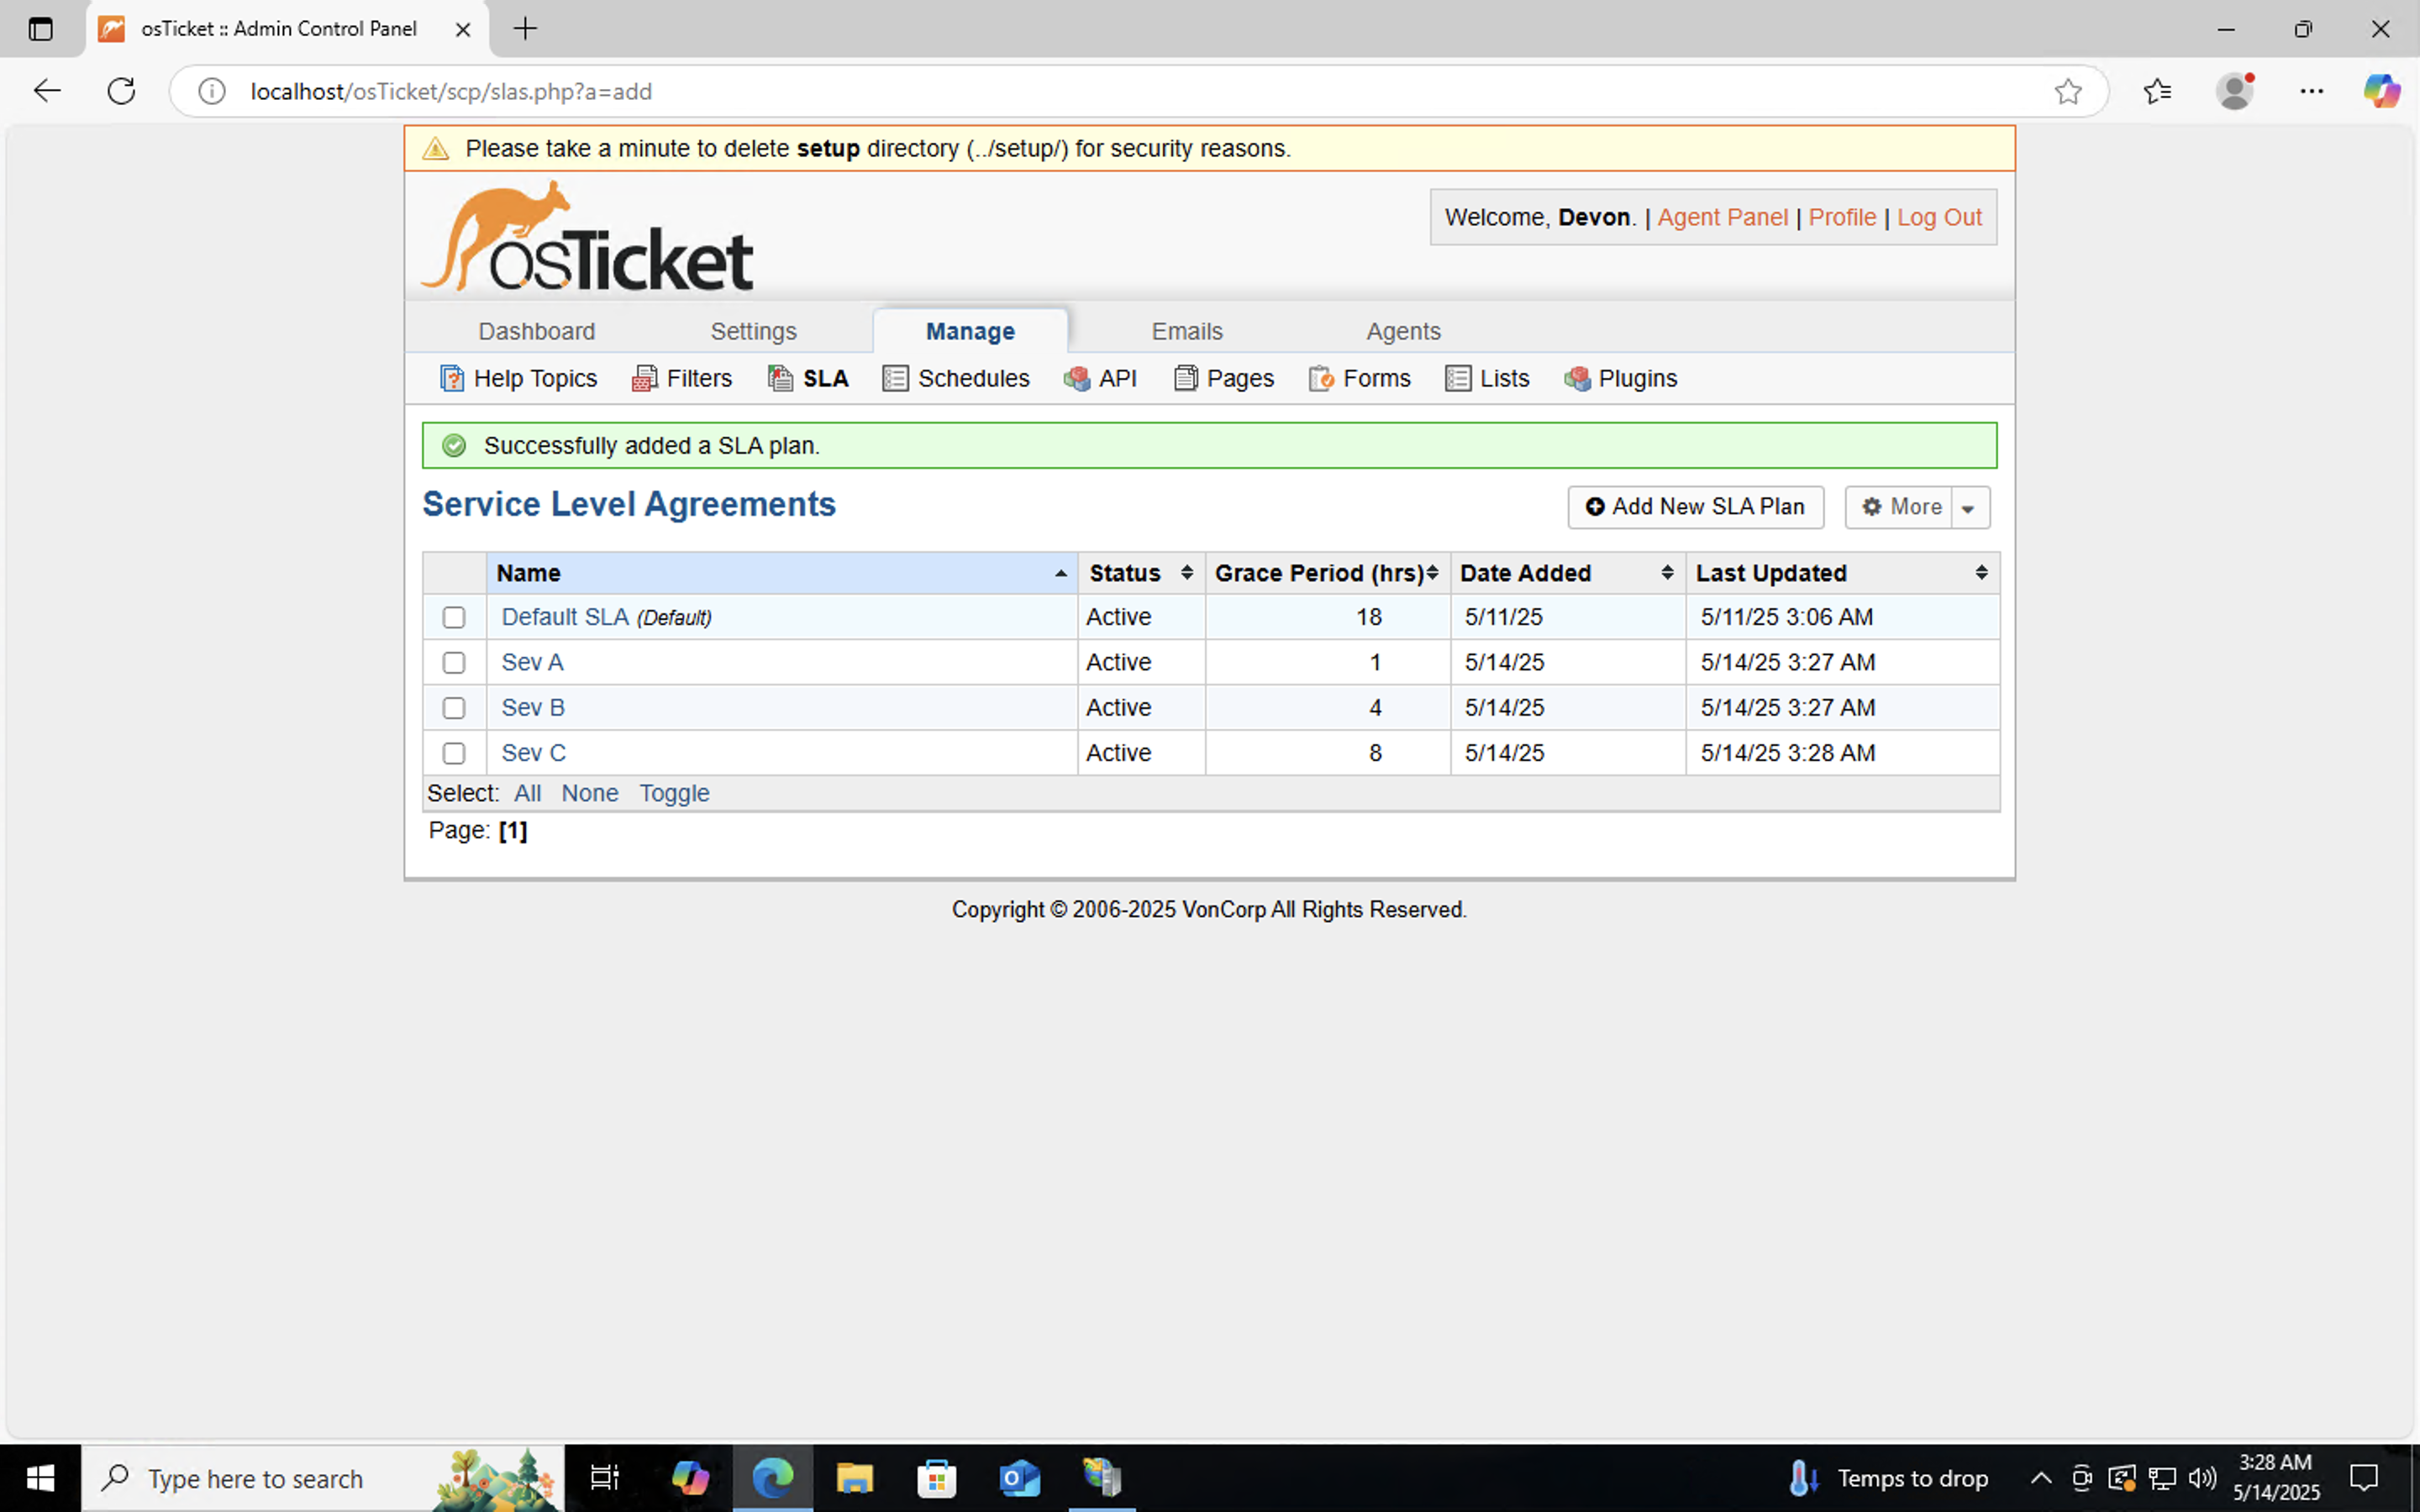 osTicket :: Admin Control Panel
localhost/osTicket/scp/slas.php?a=add
Please take a minute to delete setup directory (../setup/) for security reasons.
osTicket
Welcome, Devon. | Agent Panel | Profile | Log Out
Dashboard Settings Manage Emails Agents
Help Topics Filters SLA Schedules API Pages Forms Lists Plugins
Successfully added a SLA plan.
Service Level Agreements
Add New SLA Plan More
Name Status Grace Period (hrs) Date Added Last Updated
Default SLA (Default) Active 18 5/11/25 5/11/25 3:06 AM
Sev A Active 1 5/14/25 5/14/25 3:27 AM
Sev B Active 4 5/14/25 5/14/25 3:27 AM
Sev C Active 8 5/14/25 5/14/25 3:28 AM
Select: All None Toggle
Page: [1]
Copyright © 2006-2025 VonCorp All Rights Reserved.
Type here to search
Temps to drop
3:28 AM
5/14/2025